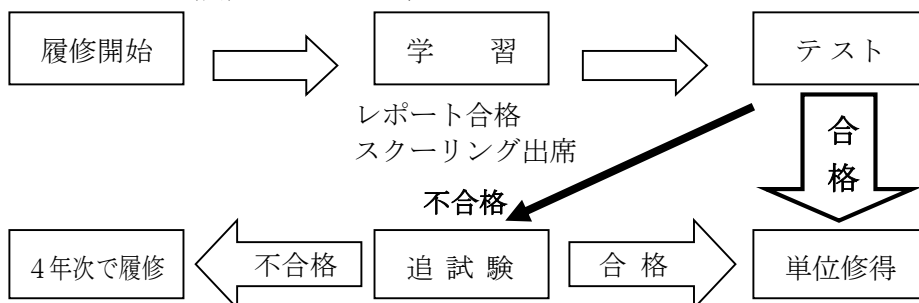 履修開始
学　習
テスト
レポート合格
スクーリング出席
合格
不合格
４年次で履修
不合格
追試験
合格
単位修得